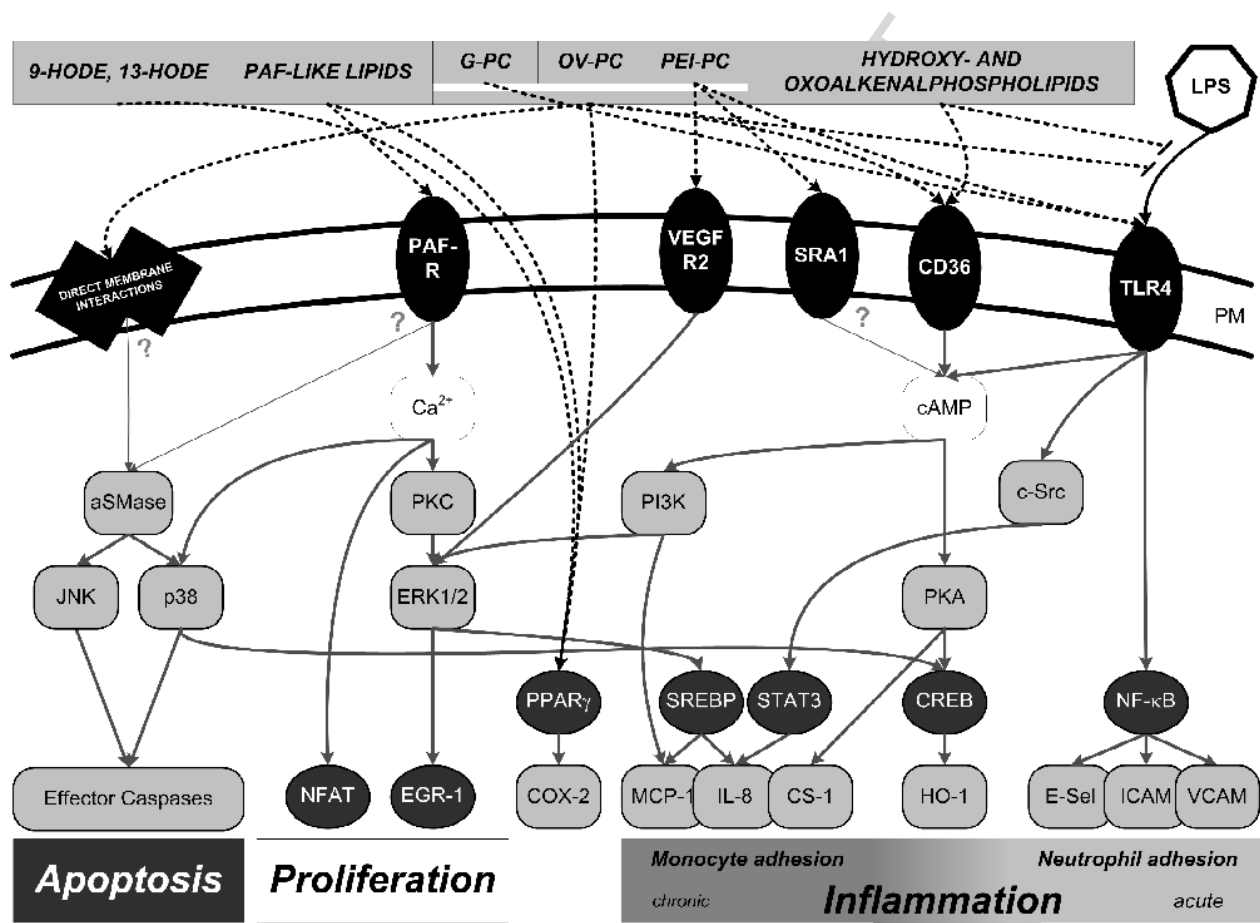 9-HODE, 13-HODE PAF-LIKE LIPIDS G-PC OV-PC PEI-PC HYDROXY- AND
OXOALKENALPHOSPHOLIPIDS
LPS
PAF-
R
VEGF
R2
SRA1
CD36
TLR4
DIRECT MEMBRANE
INTERACTIONS
PM
?
?
?
Ca²⁺
cAMP
aSMase
PKC
PI3K
c-Src
JNK
p38
ERK1/2
PKA
PPARγ
SREBP
STAT3
CREB
NF-κB
Effector Caspases
NFAT
EGR-1
COX-2
MCP-1
IL-8
CS-1
HO-1
E-Sel
ICAM
VCAM
Apoptosis
Proliferation
Monocyte adhesion
Neutrophil adhesion
chronic
Inflammation
acute